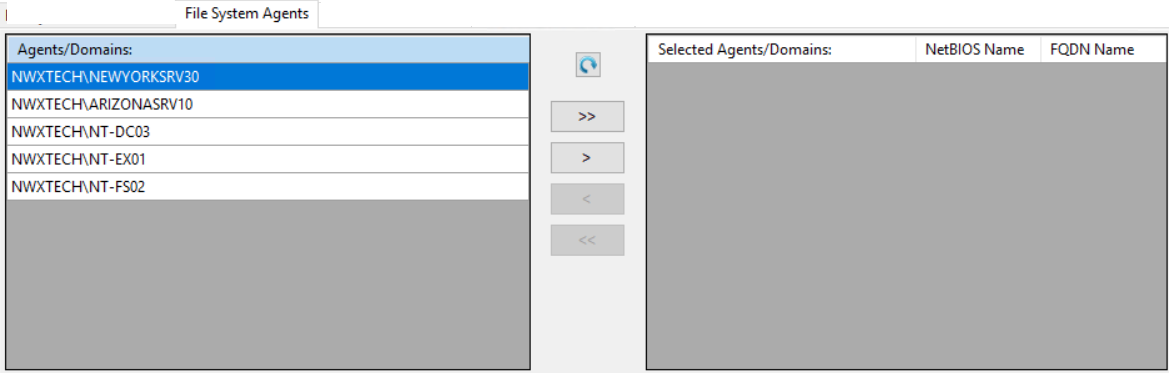 File System Agents
Agents/Domains:
NWXTECH\NEWYORKSRV30
NWXTECH\ARIZONASRV10
NWXTECH\NT-DC03
NWXTECH\NT-EX01
NWXTECH\NT-FS02
>>
>
<
<<
Selected Agents/Domains: NetBIOS Name FQDN Name